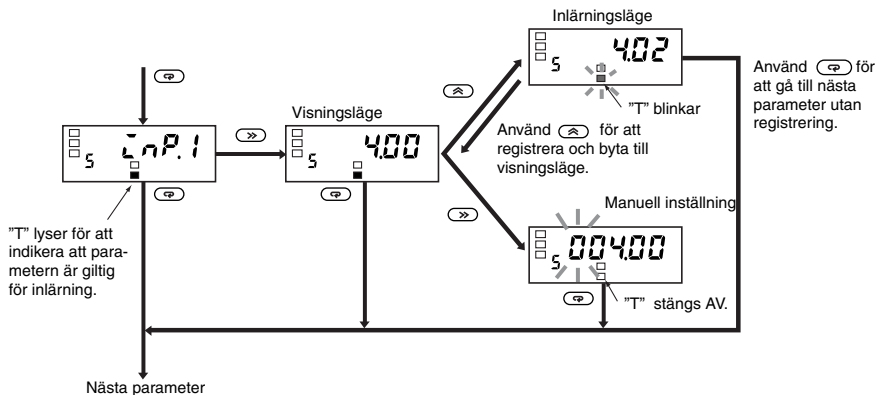 Inlärningsläge
S 4.02
"T" blinkar
Använd för
att gå till nästa
parameter utan
registrering.
Visningsläge
S inP.1
S 4.00
Använd för att
registrera och byta till
visningsläge.
"T" lyser för att
indikera att para-
metern är giltig
för inlärning.
Manuell inställning
S 004.00
"T" stängs AV.
Nästa parameter